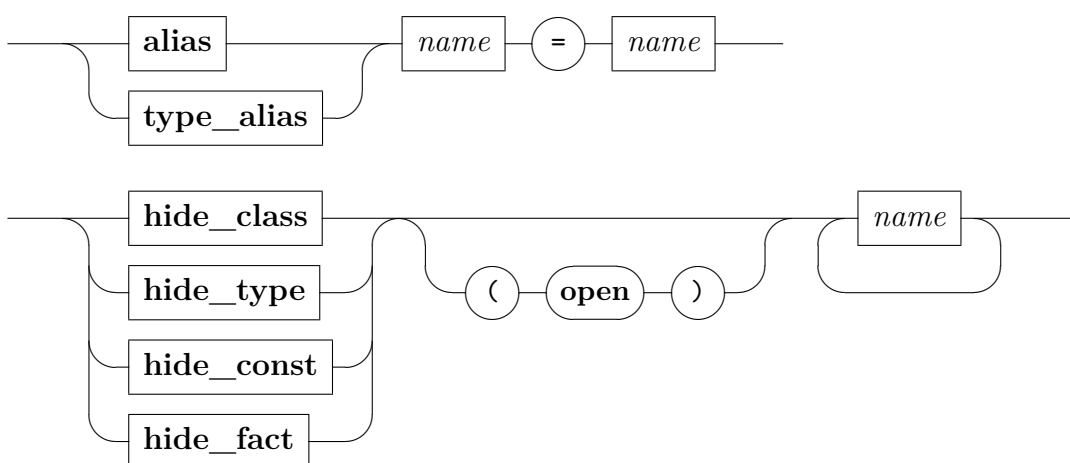 alias name = name
type_alias
hide_class name
hide_type ( open )
hide_const
hide_fact